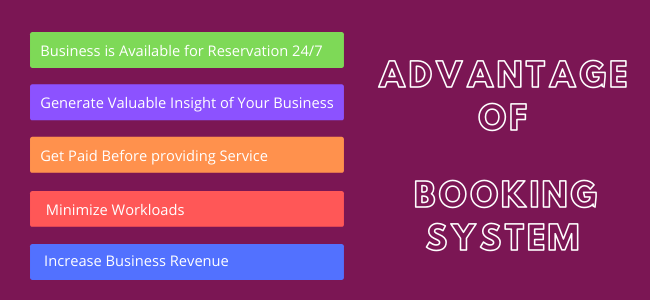 Business is Available for Reservation 24/7
Generate Valuable Insight of Your Business
Get Paid Before providing Service
Minimize Workloads
Increase Business Revenue
ADVANTAGE
OF
BOOKING
SYSTEM